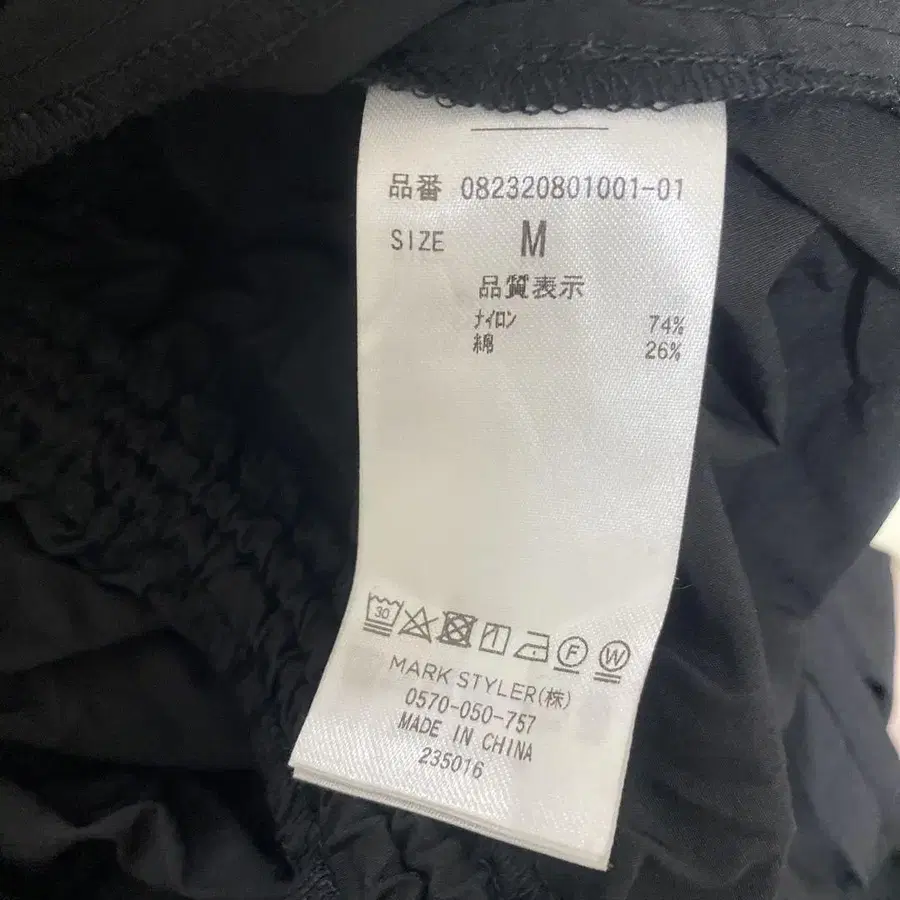 品番 082320801001-01
SIZE M
品質表示
ナイロン 74%
綿 26%
30 F W
MARK STYLER(株)
0570-050-757
MADE IN CHINA
235016